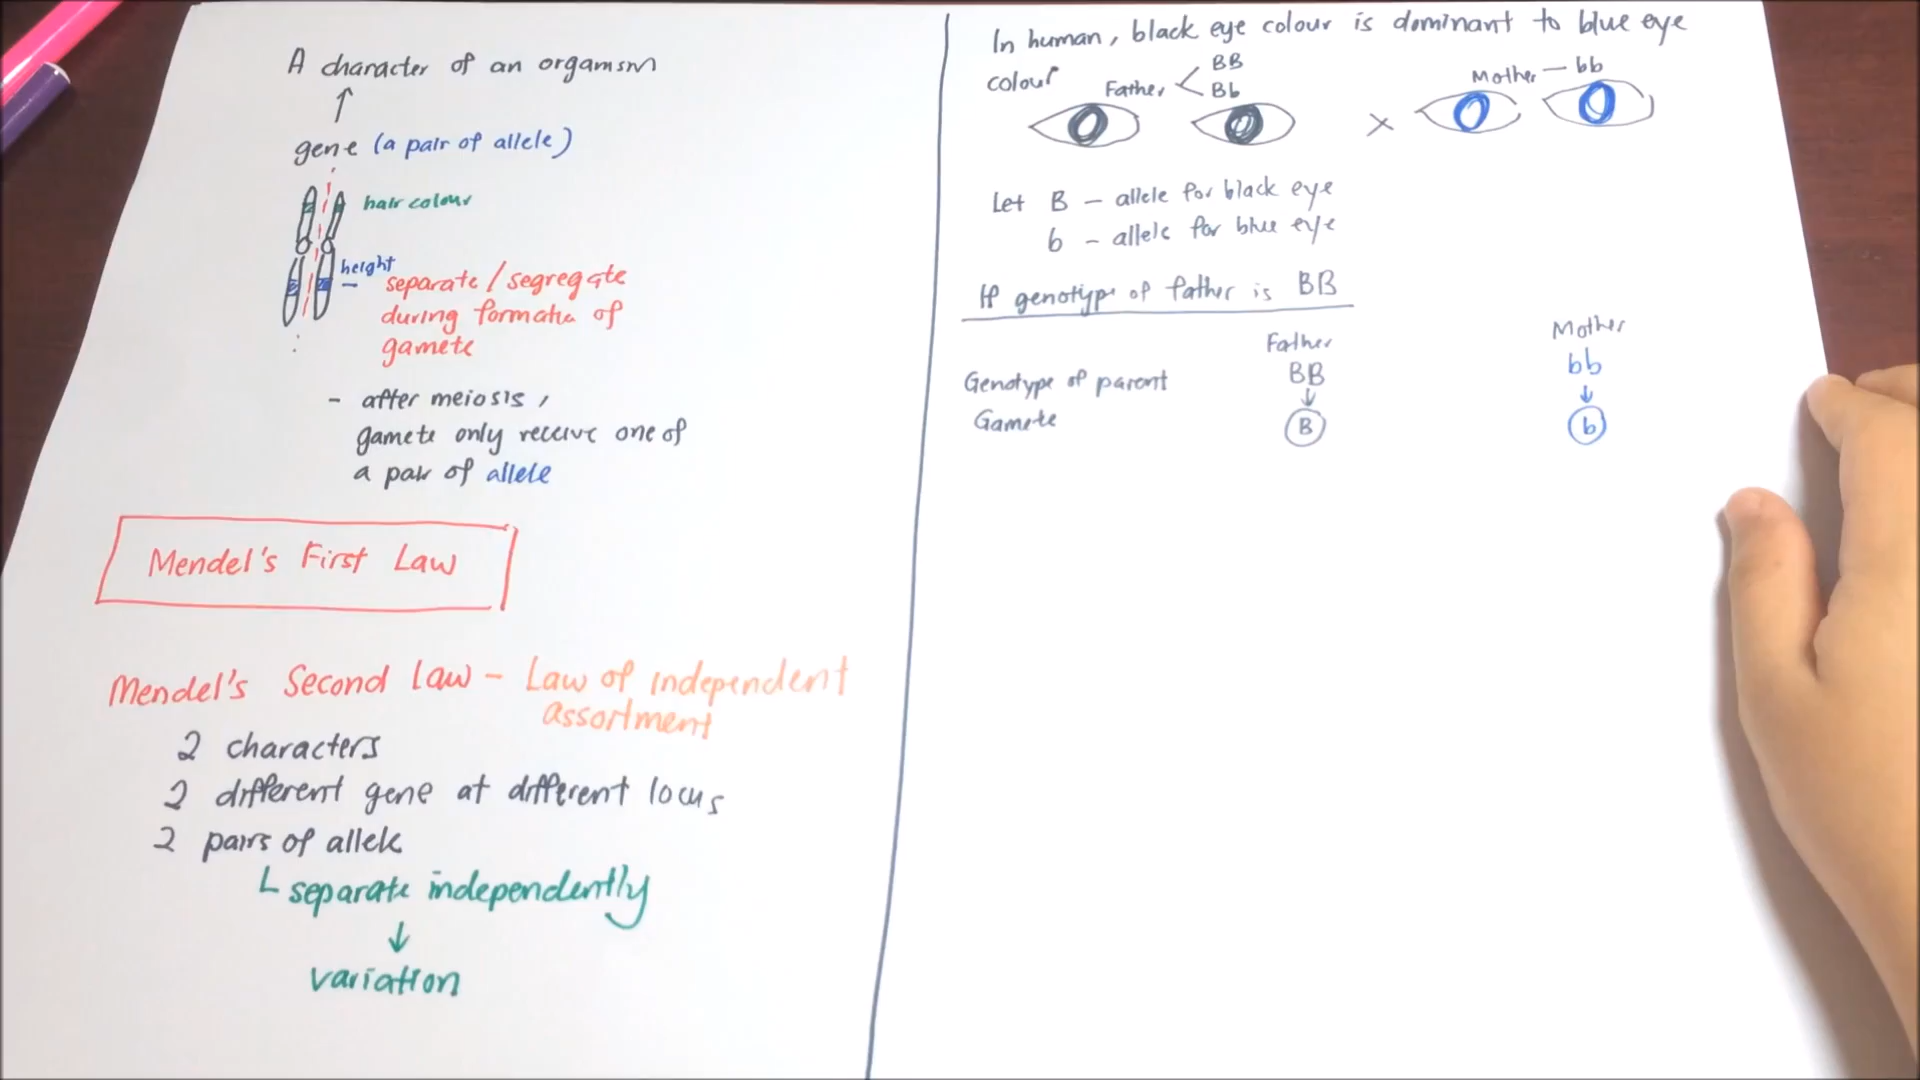 A character of an organism
gene (a pair of allele)
hair colour
height
- separate / segregate
during formation of
gamete
- after meiosis,
gamete only receive one of
a pair of allele
Mendel's First Law
Mendel's Second law - Law of independent
assortment
2 characters
2 different gene at different locus
2 pairs of allele
separate independently
variation
In human, black eye colour is dominant to blue eye
colour
Father BB
Bb
Mother - bb
x
Let B - allele for black eye
b - allele for blue eye
If genotype of father is BB
Father Mother
Genotype of parent BB bb
Gamete B b